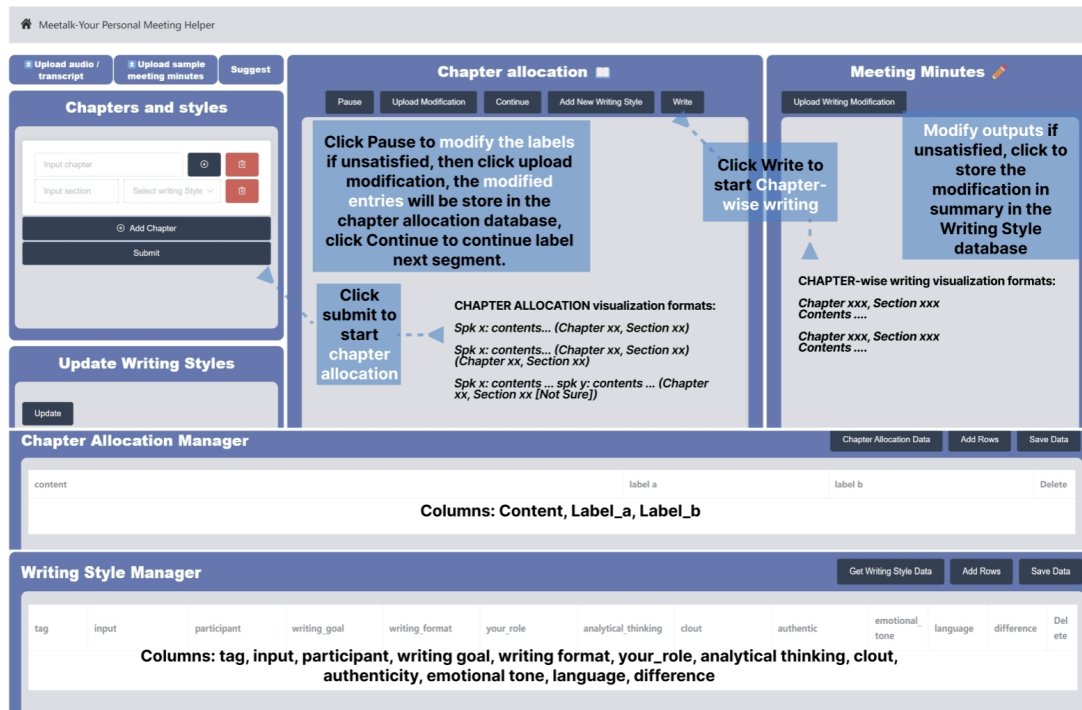 Meetalk-Your Personal Meeting Helper
Upload audio /
transcript
Upload sample
meeting minutes
Suggest
Chapters and styles
Input chapter
Input section
Select writing Style
Add Chapter
Submit
Update Writing Styles
Update
Chapter allocation
Pause
Upload Modification
Continue
Add New Writing Style
Write
Click Pause to modify the labels
if unsatisfied, then click upload
modification, the modified
entries will be store in the
chapter allocation database,
click Continue to continue label
next segment.
Click
submit to
start
chapter
allocation
CHAPTER ALLOCATION visualization formats:
Spk x: contents... (Chapter xx, Section xx)
Spk x: contents... (Chapter xx, Section xx)
(Chapter xx, Section xx)
Spk x: contents ... spk y: contents ... (Chapter
xx, Section xx [Not Sure])
Click Write to
start Chapter-
wise writing
Meeting Minutes
Upload Writing Modification
Modify outputs if
unsatisfied, click to
store the
modification in
summary in the
Writing Style
database
CHAPTER-wise writing visualization formats:
Chapter xxx, Section xxx
Contents ....
Chapter xxx, Section xxx
Contents ....
Chapter Allocation Manager
Chapter Allocation Data
Add Rows
Save Data
content
label a
label b
Delete
Columns: Content, Label_a, Label_b
Writing Style Manager
Get Writing Style Data
Add Rows
Save Data
tag
input
participant
writing_goal
writing_format
your_role
analytical_thinking
clout
authentic
emotional_
tone
language
difference
Del
ete
Columns: tag, input, participant, writing goal, writing format, your_role, analytical thinking, clout,
authenticity, emotional tone, language, difference